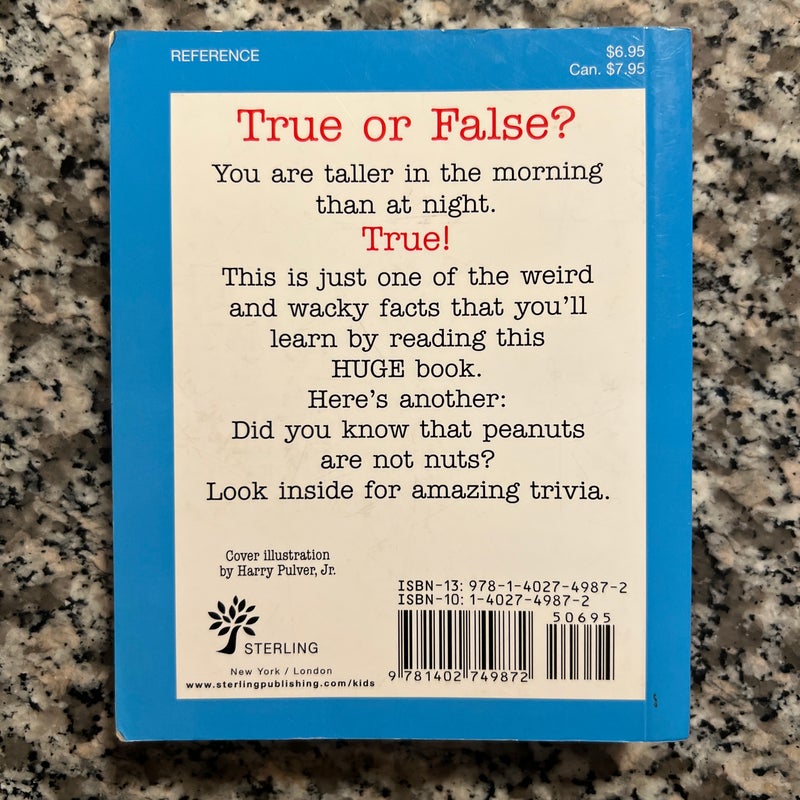 REFERENCE
$6.95
Can. $7.95
True or False?
You are taller in the morning
than at night.
True!
This is just one of the weird
and wacky facts that you'll
learn by reading this
HUGE book.
Here's another:
Did you know that peanuts
are not nuts?
Look inside for amazing trivia.
Cover illustration
by Harry Pulver, Jr.
STERLING
New York / London
www.sterlingpublishing.com/kids
ISBN-13: 978-1-4027-4987-2
ISBN-10: 1-4027-4987-2
50695
9 781402 749872